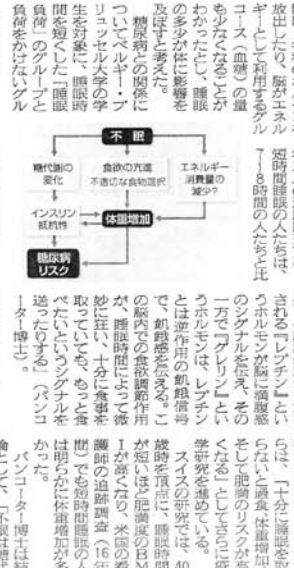 らは、「十分に睡眠を取
らないと過食、体重増加、
そして肥満のリスクが高
くなる」としてさらに疫
学研究を進めている。
スイスの研究では、40
歳時を頂点に、睡眠時間
が短いほど肥満度のBM
Iが高くなり、米国の看
護師の追跡調査(16年
間)でも短時間睡眠の人
は明らかに体重増加が多
かった。
バンコーター博士は結
される『レプチン』とい
うホルモンが脳に満腹感
のシグナルを伝え、その
一方で『グレリン』とい
うホルモンは、レプチン
とは逆作用の飢餓信号
で、飢餓感を伝える。こ
の脳内での食欲調節作用
が、睡眠時間によって微
妙に狂い、十分に食事を
取っていても、もっと食
べたいというシグナルを
送ったりする」(バンコ
ーター博士)。
短時間睡眠の人たちは、
7〜8時間の人たちと比
放出したり、脳がエネル
ギーとして利用するグル
コース(血糖)の量
も少なくなることが
わかったとし、睡眠
の多少が体に影響を
及ぼすと考えた。
糖尿病との関係に
ついてベルギー・ブ
リュッセル大学の学
生を対象に、睡眠時
間を短くした『睡眠
負荷』のグループと
負荷をかけないグル
不眠
糖代謝の
変化
食欲の亢進
不適切な食物選択
エネルギー
消費量の
減少?
インスリン
抵抗性
体重増加
糖尿病
リスク